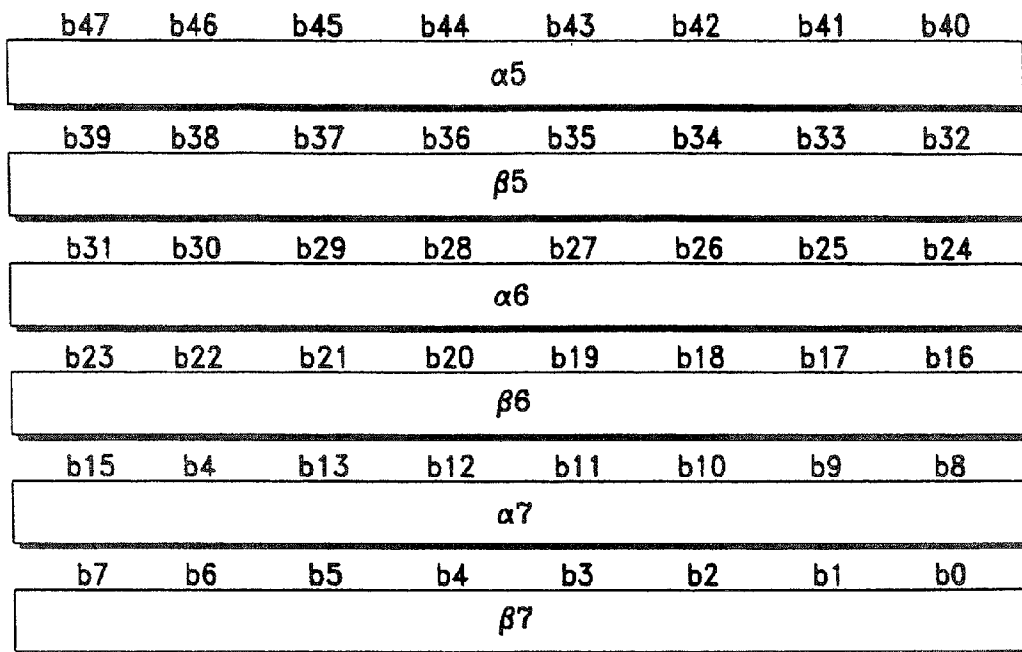 b47 b46 b45 b44 b43 b42 b41 b40
α5
b39 b38 b37 b36 b35 b34 b33 b32
β5
b31 b30 b29 b28 b27 b26 b25 b24
α6
b23 b22 b21 b20 b19 b18 b17 b16
β6
b15 b4 b13 b12 b11 b10 b9 b8
α7
b7 b6 b5 b4 b3 b2 b1 b0
β7